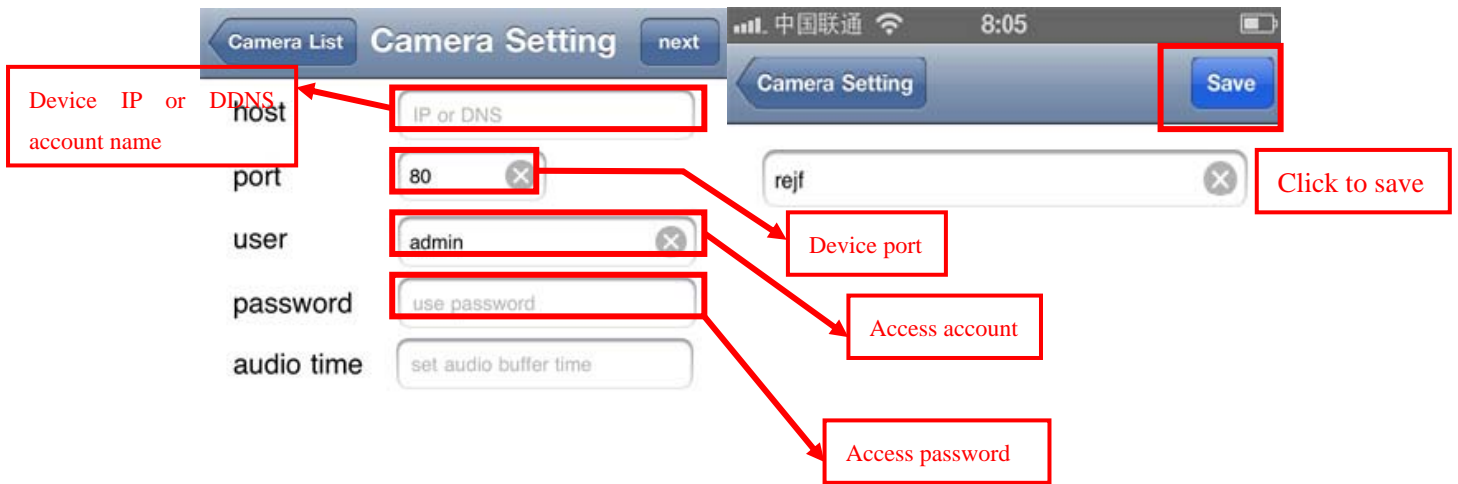 Camera List
Camera Setting
next
Device IP or DDNS
account name
host
IP or DNS
port
80
user
admin
password
use password
audio time
set audio buffer time
中国联通
8:05
Camera Setting
Save
rejf
Click to save
Device port
Access account
Access password